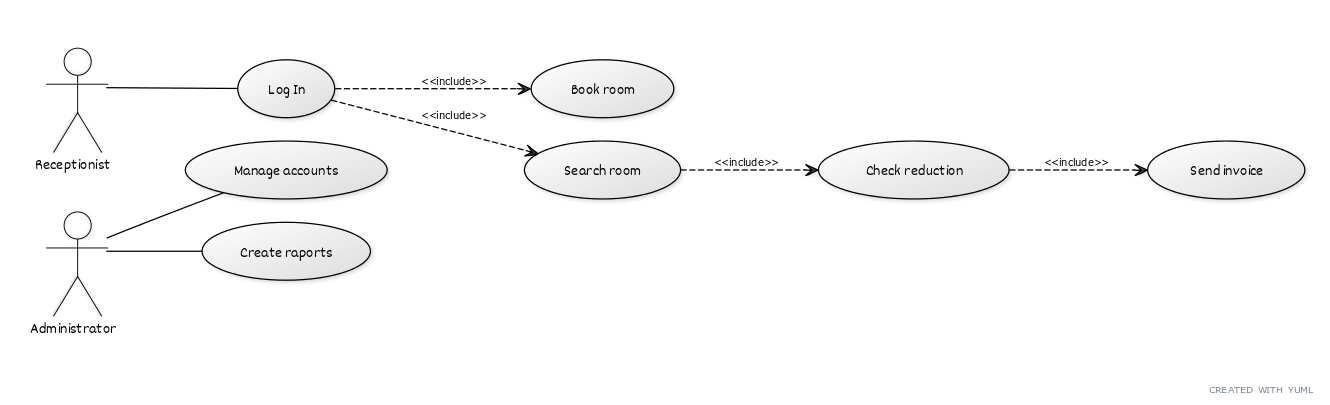 <<include>>
Log In
Book room
<<include>>
Receptionist
Manage accounts
Search room
<<include>>
Check reduction
<<include>>
Send invoice
Create raports
Administrator
CREATED WITH YUML